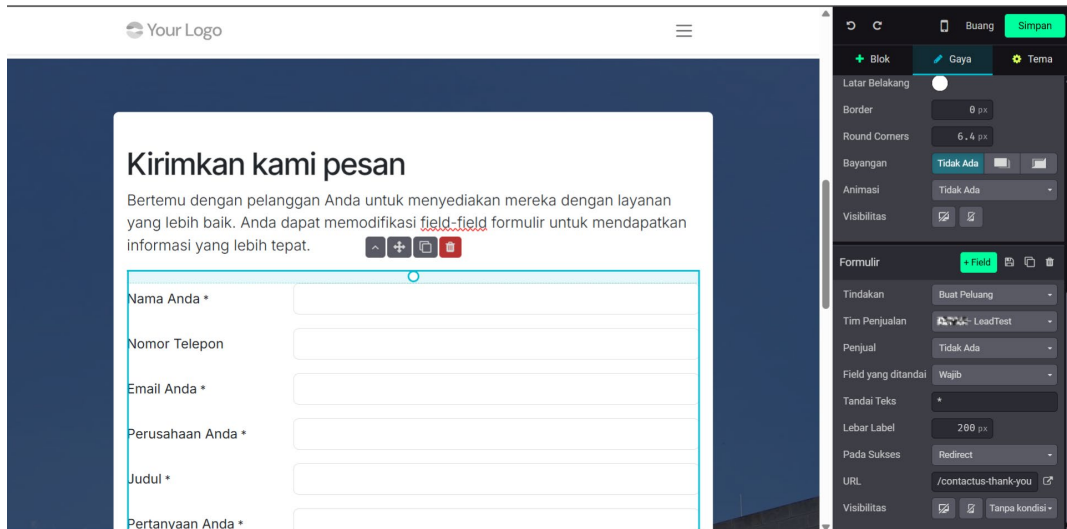 Your Logo
Buang
Simpan
+ Blok
Gaya
Tema
Latar Belakang
Border
0 px
Round Corners
6.4 px
Bayangan
Tidak Ada
Animasi
Tidak Ada
Visibilitas
Kirimkan kami pesan
Bertemu dengan pelanggan Anda untuk menyediakan mereka dengan layanan
yang lebih baik. Anda dapat memodifikasi field-field formulir untuk mendapatkan
informasi yang lebih tepat.
Nama Anda *
Nomor Telepon
Email Anda *
Perusahaan Anda *
Judul *
Pertanyaan Anda *
Formulir
+ Field
Tindakan
Buat Peluang
Tim Penjualan
- LeadTest
Penjual
Tidak Ada
Field yang ditandai
Wajib
Tandai Teks
*
Lebar Label
200 px
Pada Sukses
Redirect
URL
/contactus-thank-you
Visibilitas
Tanpa kondisi